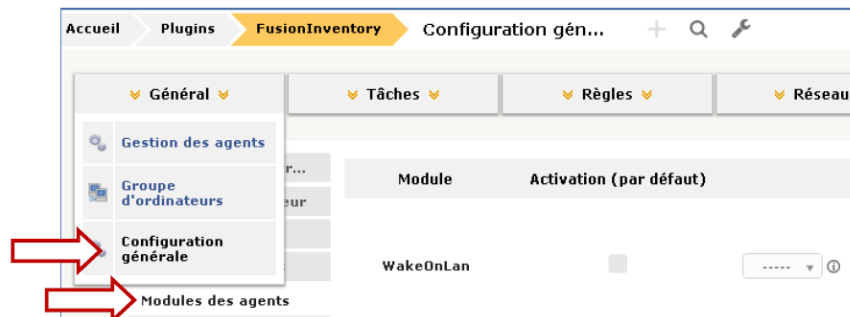 Accueil Plugins FusionInventory Configuration gén...
Général Tâches Règles Réseau
Gestion des agents
Groupe
d'ordinateurs
Configuration
générale
r...
eur
Module Activation (par défaut)
WakeOnLan -----
Modules des agents